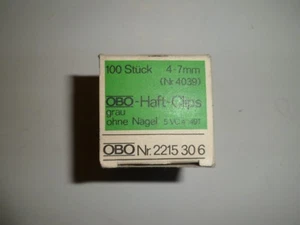 100 Stück 4-7mm
(Nr 4039)
OBO-Haft-Clips
grau
ohne Nagel
OBO Nr. 2215 30 6